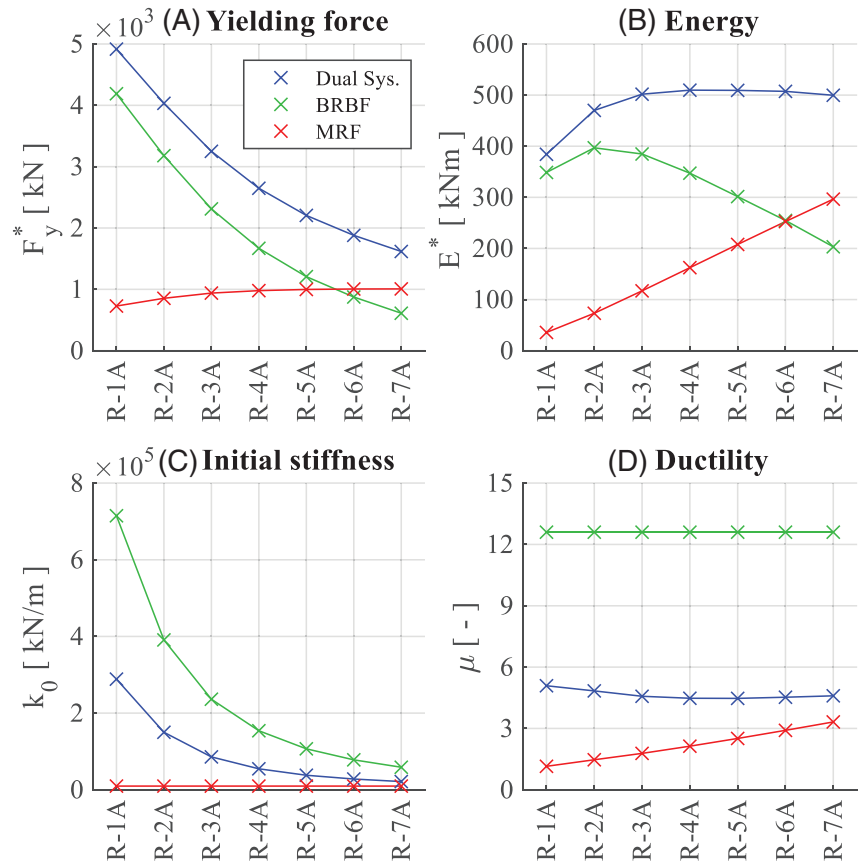 (A) Yielding force
×10³
5
4
3
2
1
0
F*y [ kN ]
Dual Sys.
BRBF
MRF
R-1A
R-2A
R-3A
R-4A
R-5A
R-6A
R-7A
(B) Energy
600
500
400
300
200
100
0
E* [ kNm ]
R-1A
R-2A
R-3A
R-4A
R-5A
R-6A
R-7A
(C) Initial stiffness
×10⁵
8
6
4
2
0
k₀ [ kN/m ]
R-1A
R-2A
R-3A
R-4A
R-5A
R-6A
R-7A
(D) Ductility
15
12
9
6
3
0
μ [ - ]
R-1A
R-2A
R-3A
R-4A
R-5A
R-6A
R-7A